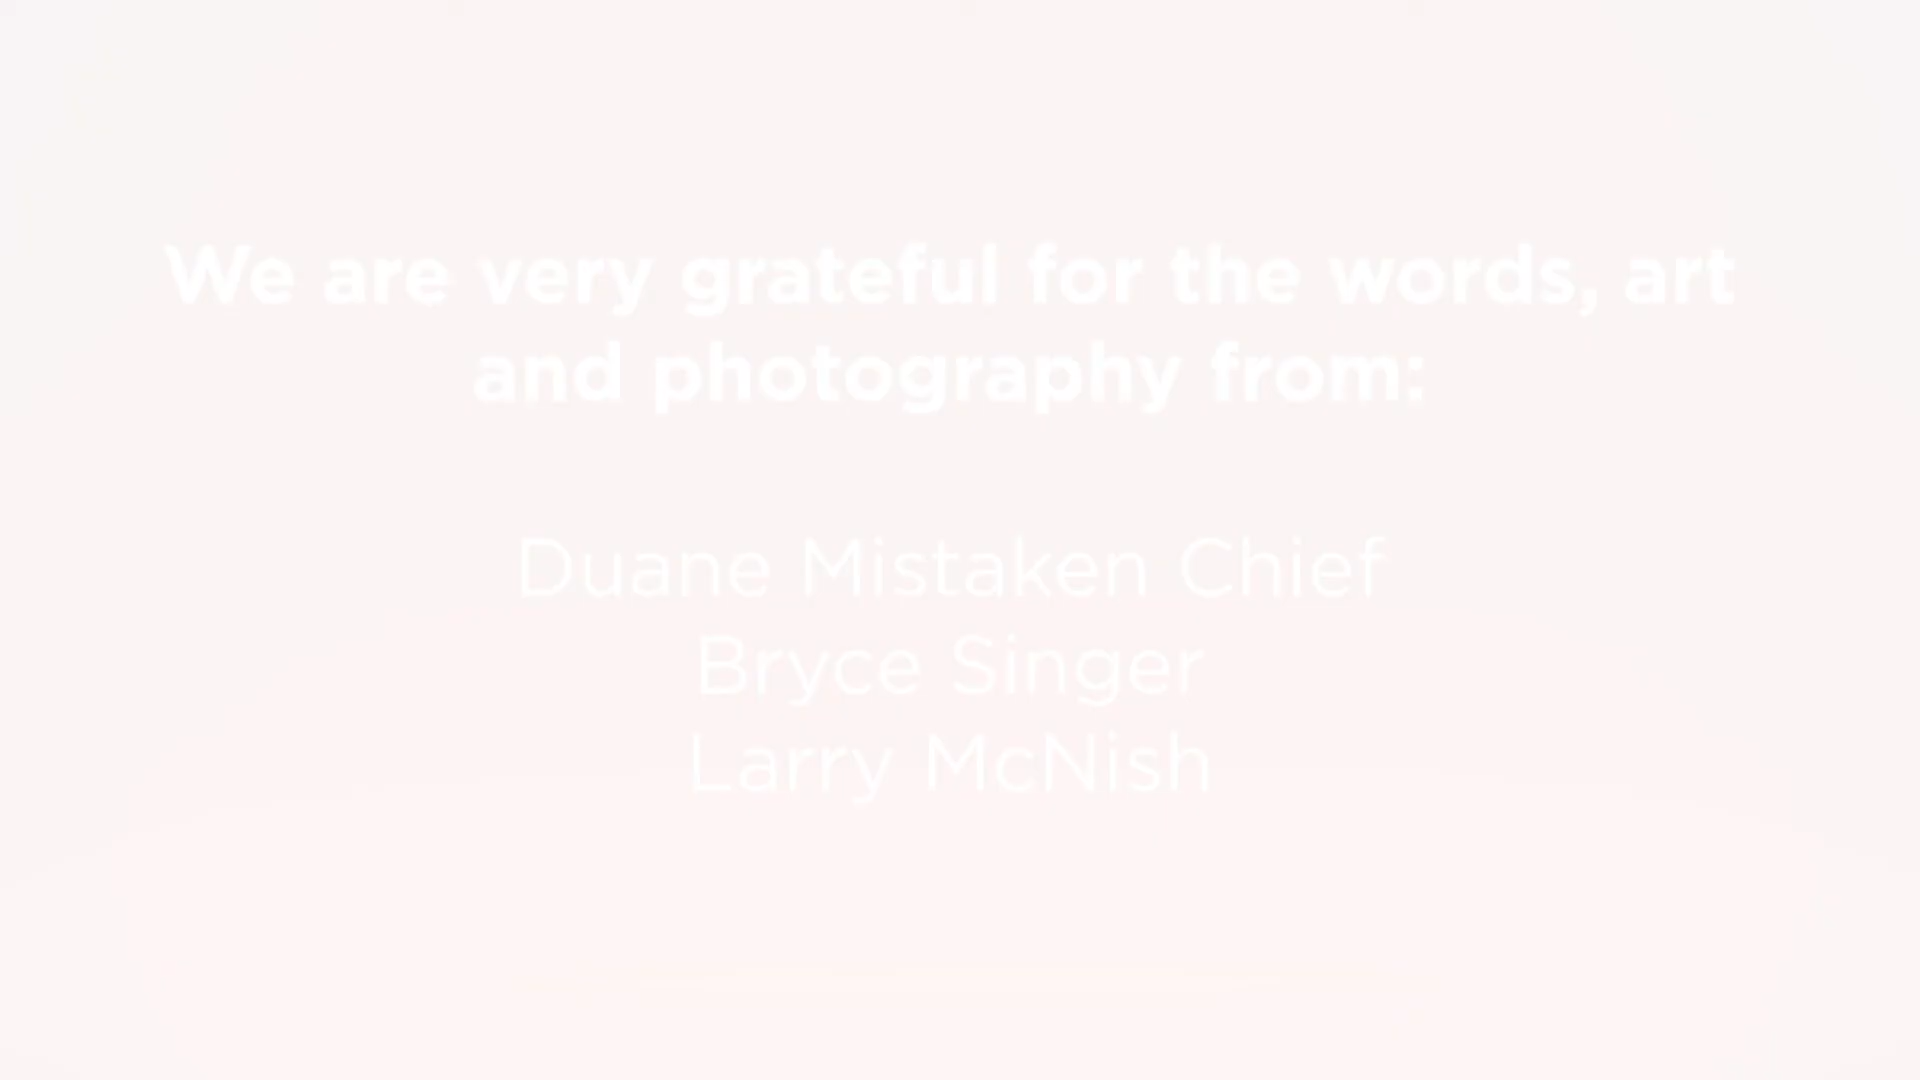 We are very grateful for the words, art
and photography from:
Duane Mistaken Chief
Bryce Singer
Larry McNish